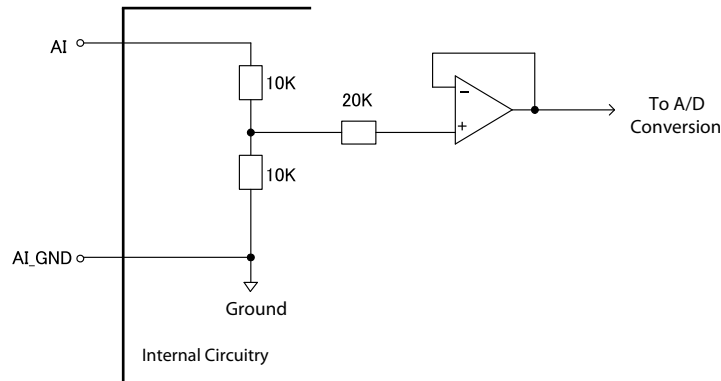 AI
10K
20K
To A/D
Conversion
10K
AI_GND
Ground
Internal Circuitry